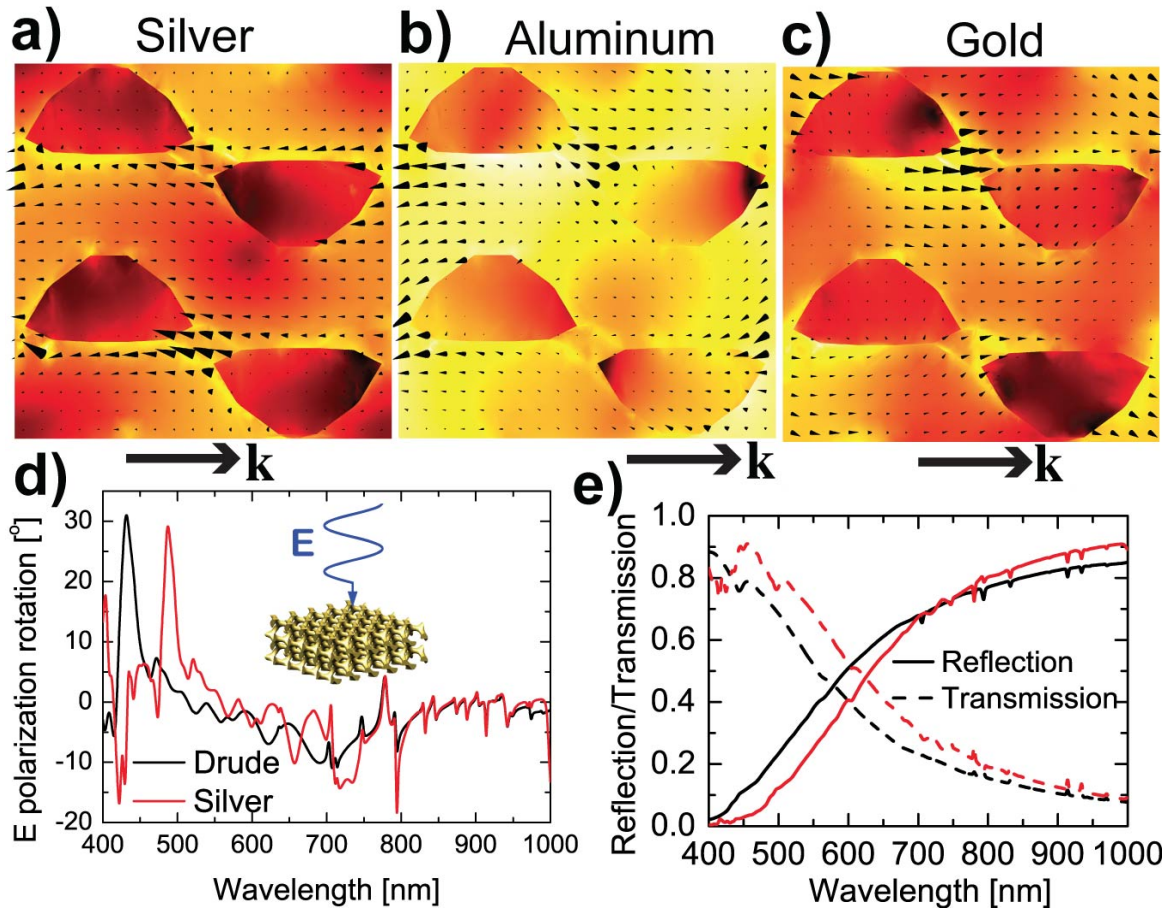 a) Silver
b) Aluminum
c) Gold
k
k
k
d)
E polarization rotation [°]
30
20
10
0
-10
-20
E
Drude
Silver
400 500 600 700 800 900 1000
Wavelength [nm]
e)
Reflection/Transmission
1.0
0.8
0.6
0.4
0.2
0.0
Reflection
Transmission
400 500 600 700 800 900 1000
Wavelength [nm]